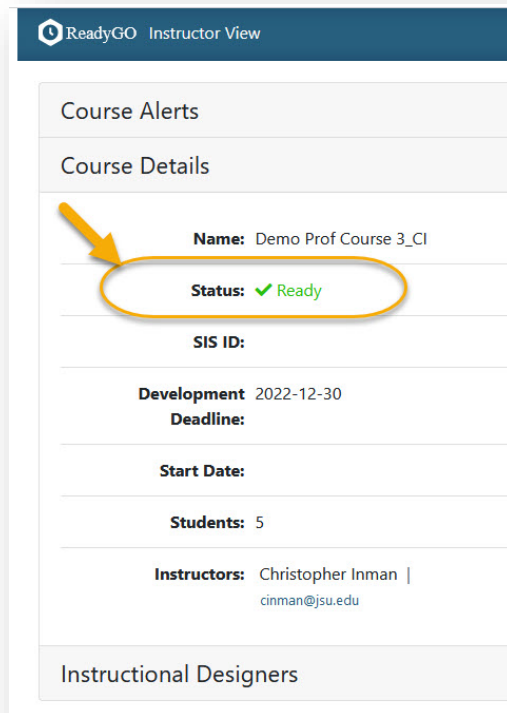 ReadyGO Instructor View
Course Alerts
Course Details
Name: Demo Prof Course 3_CI
Status: Ready
SIS ID:
Development 2022-12-30
Deadline:
Start Date:
Students: 5
Instructors: Christopher Inman |
cinman@jsu.edu
Instructional Designers